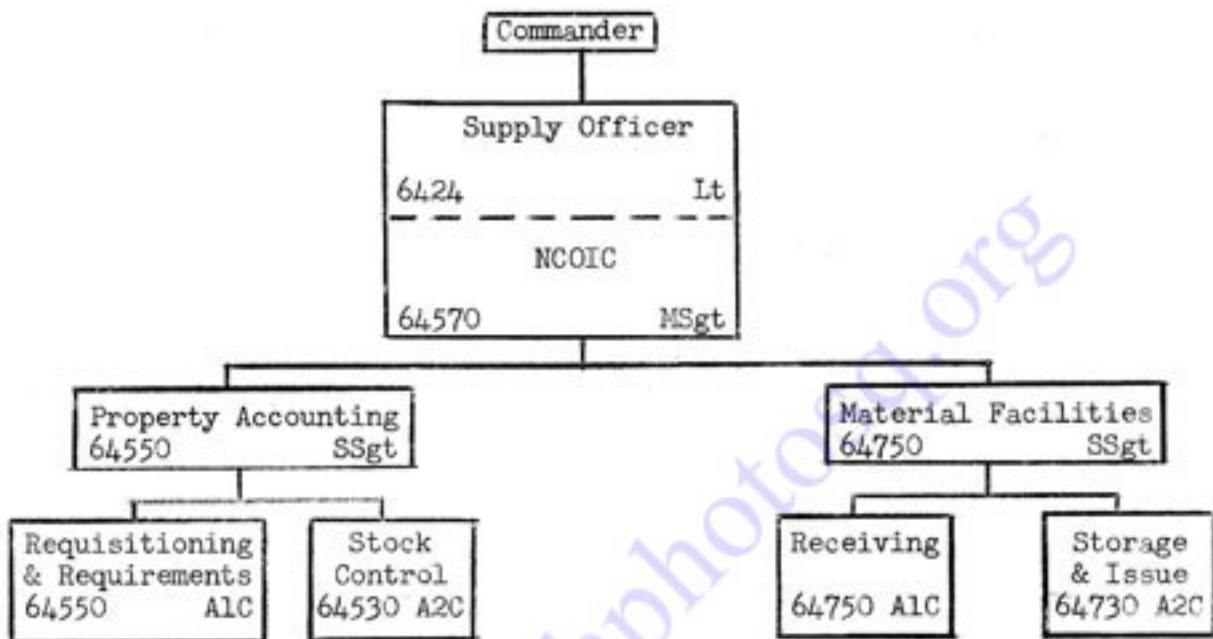 Commander
Supply Officer
6424 Lt
NCOIC
64570 MSgt
Property Accounting
64550 SSgt
Material Facilities
64750 SSgt
Requisitioning
& Requirements
64550 A1C
Stock
Control
64530 A2C
Receiving
64750 A1C
Storage
& Issue
64730 A2C